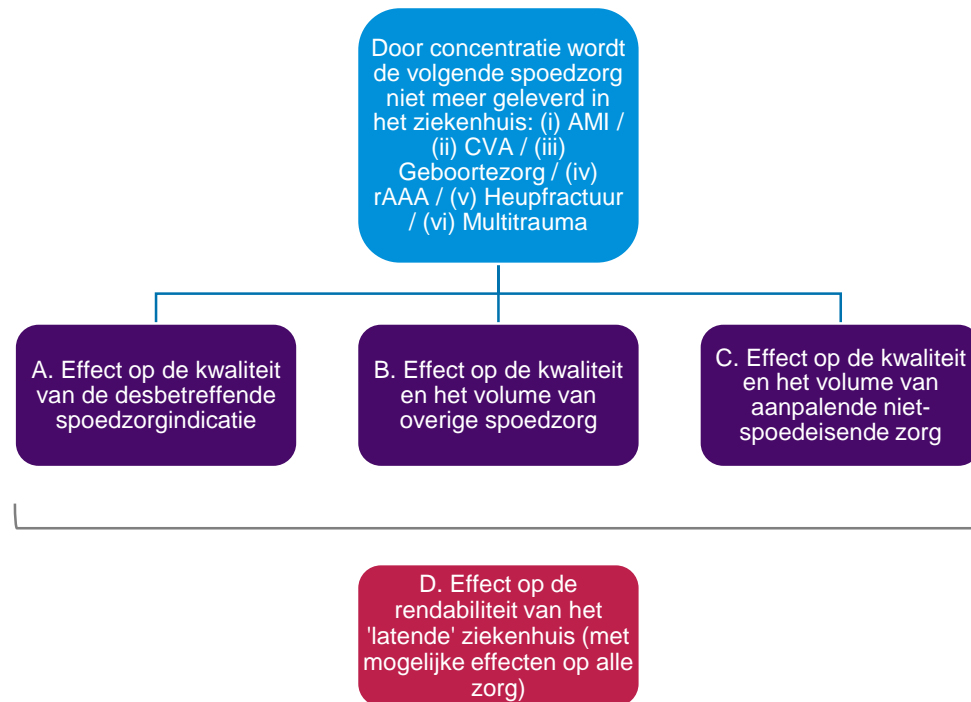 Door concentratie wordt
de volgende spoedzorg
niet meer geleverd in
het ziekenhuis: (i) AMI /
(ii) CVA / (iii)
Geboortezorg / (iv)
rAAA / (v) Heupfractuur
/ (vi) Multitrauma
A. Effect op de kwaliteit
van de desbetreffende
spoedzorgindicatie
B. Effect op de kwaliteit
en het volume van
overige spoedzorg
C. Effect op de kwaliteit
en het volume van
aanpalende niet-
spoedeisende zorg
D. Effect op de
rendabiliteit van het
'latende' ziekenhuis (met
mogelijke effecten op alle
zorg)